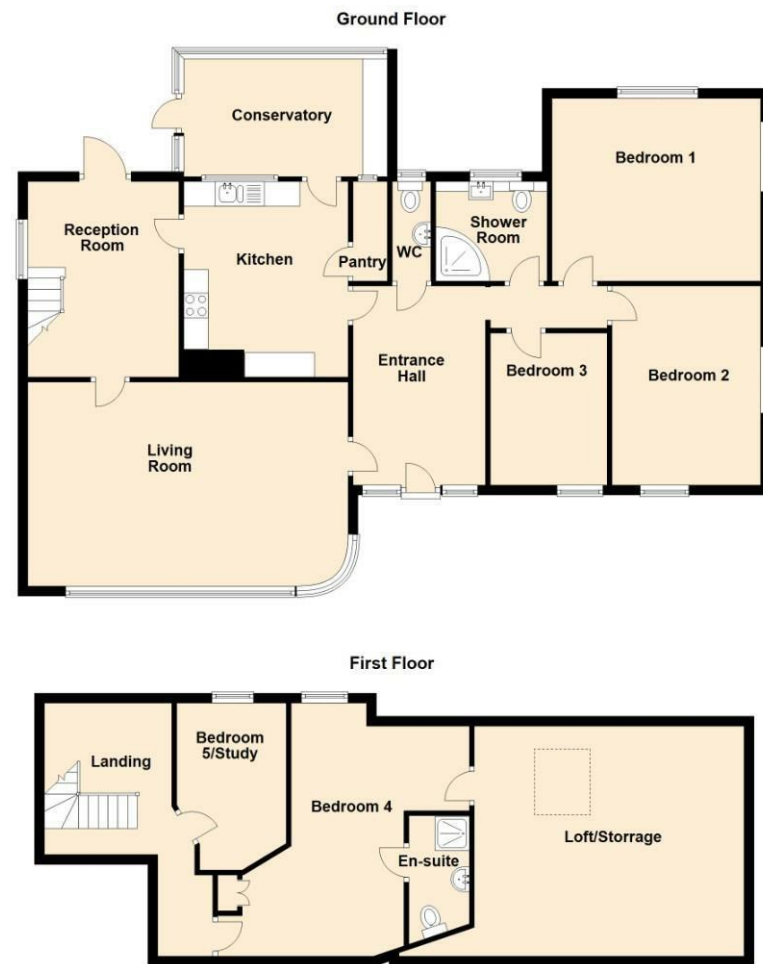 Ground Floor
Conservatory
Bedroom 1
Reception
Room
Shower
Room
Kitchen
Pantry
WC
Entrance
Hall
Bedroom 3
Bedroom 2
Living
Room
First Floor
Bedroom
5/Study
Landing
Bedroom 4
En-suite
Loft/Storrage